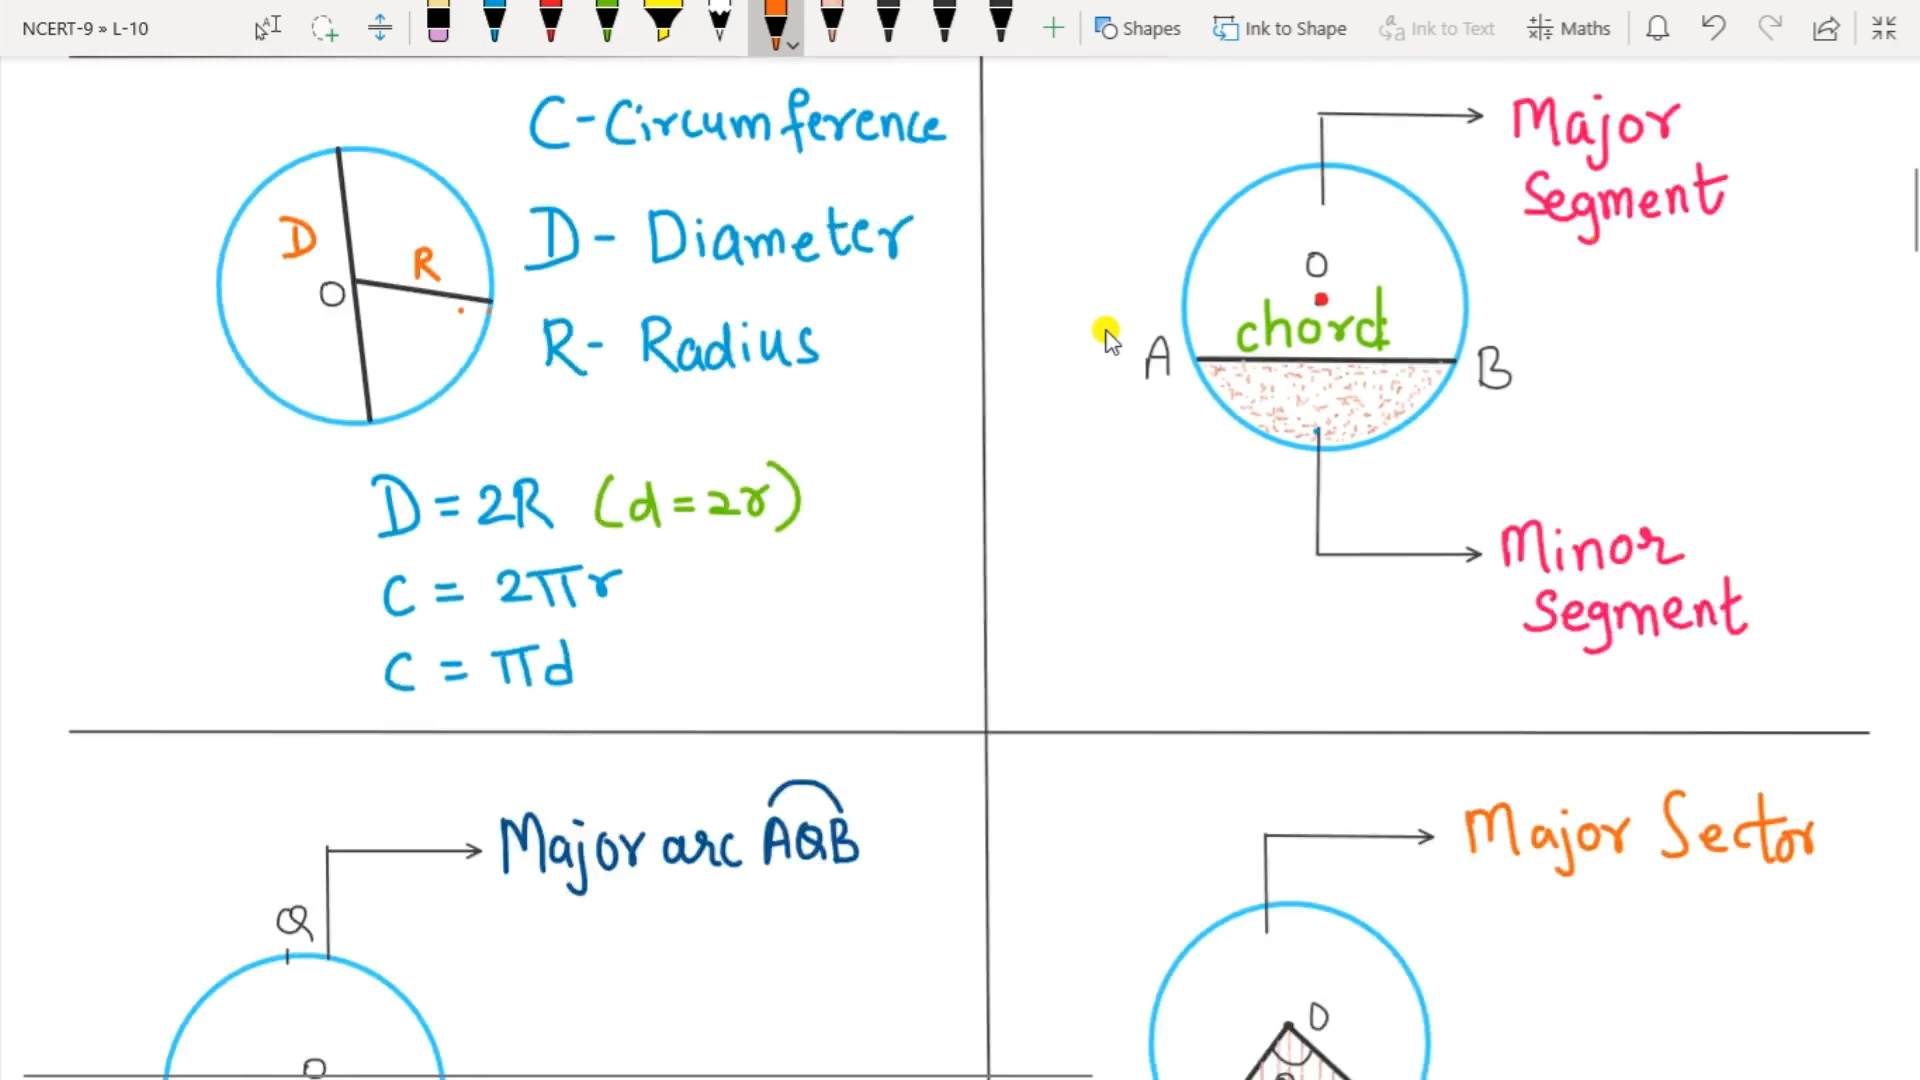 NCERT-9 » L-10
Shapes
Ink to Shape
Ink to Text
Maths
C-Circumference
D- Diameter
R- Radius
D
R
O
D = 2R (d = 2r)
C = 2πr
C = πd
Major
Segment
O
chord
A
B
Minor
Segment
Major arc AQB
Q
O
Major Sector
O